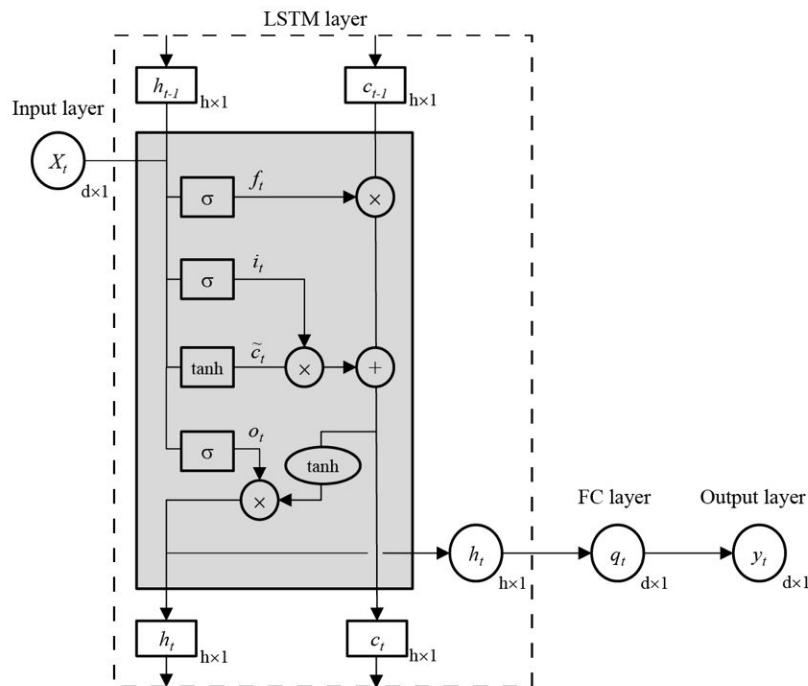 LSTM layer
h_{t-1}
h×1
c_{t-1}
h×1
Input layer
X_t
d×1
σ
f_t
×
σ
i_t
tanh
c̃_t
×
+
σ
o_t
tanh
×
FC layer
Output layer
h_t
h×1
q_t
d×1
y_t
d×1
h_t
h×1
c_t
h×1